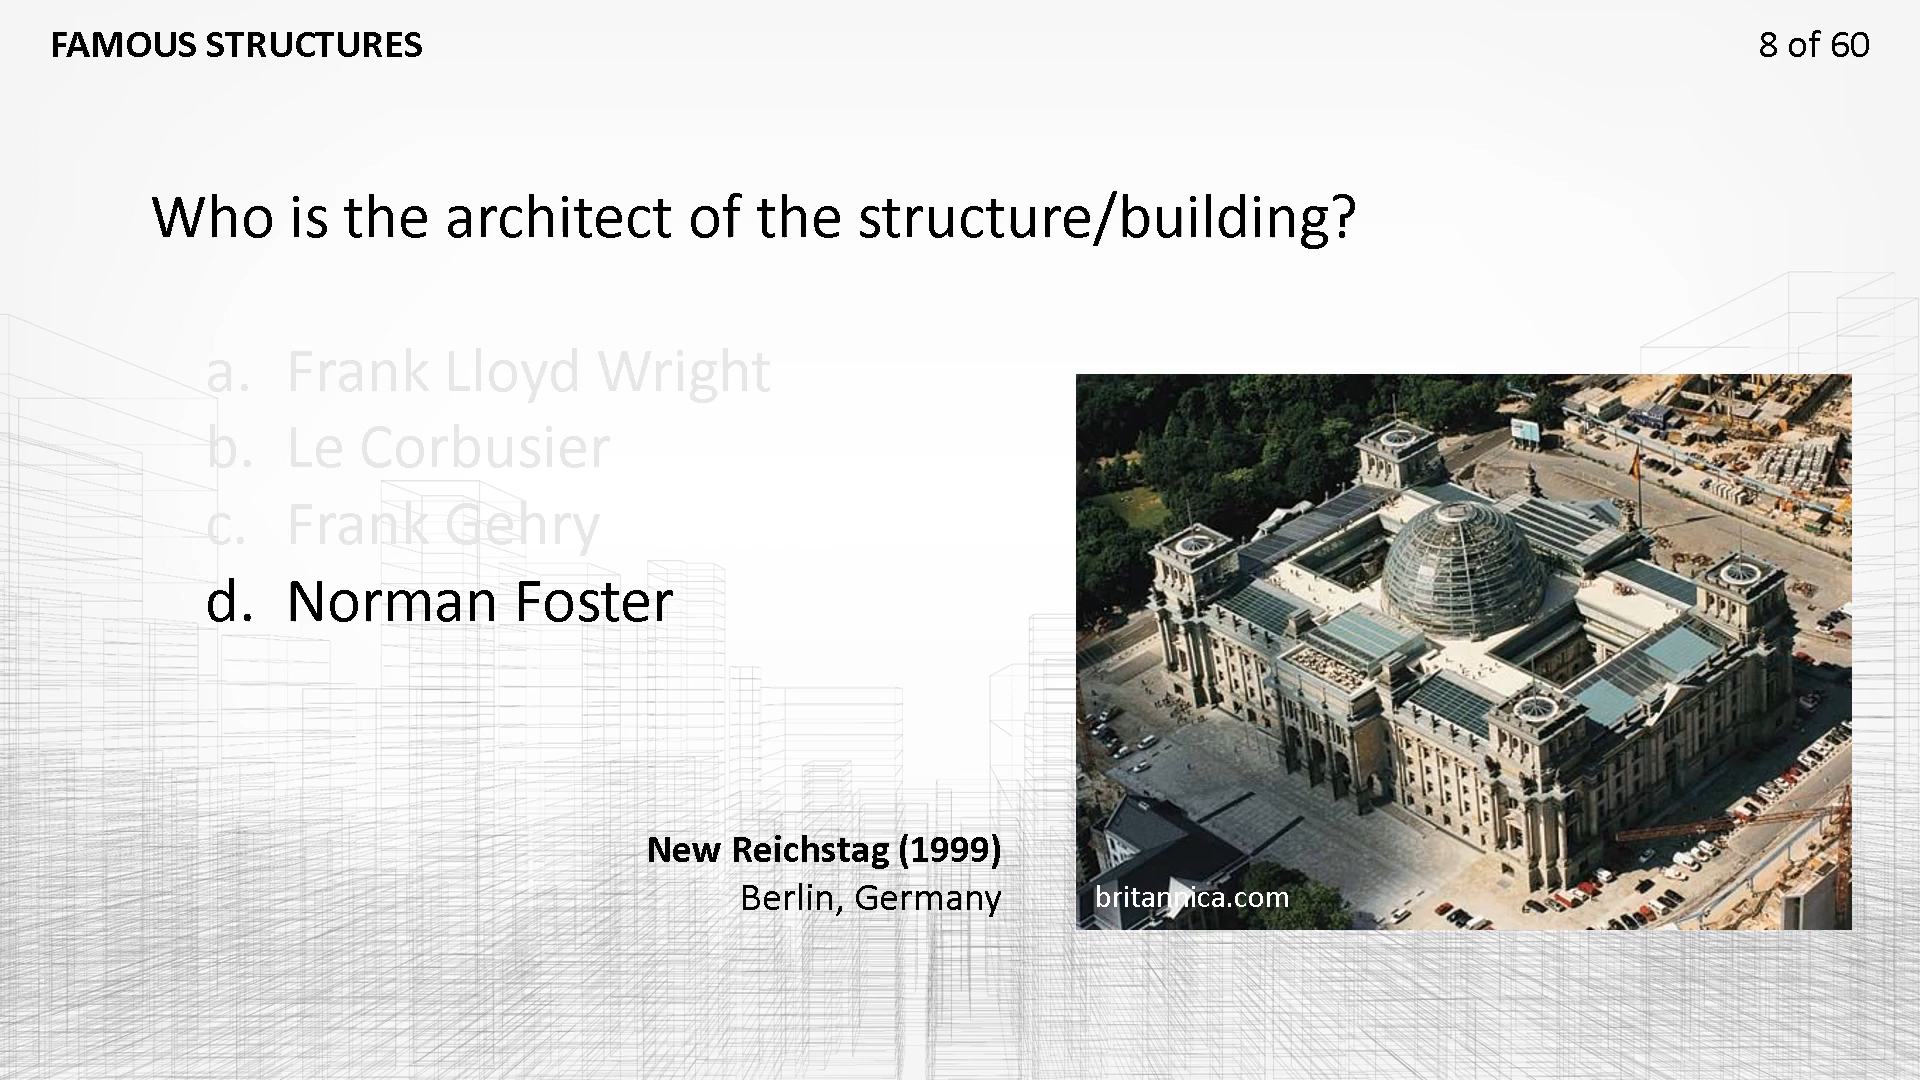 FAMOUS STRUCTURES
8 of 60
Who is the architect of the structure/building?
a. Frank Lloyd Wright
b. Le Corbusier
c. Frank Gehry
d. Norman Foster
New Reichstag (1999)
Berlin, Germany
britannica.com